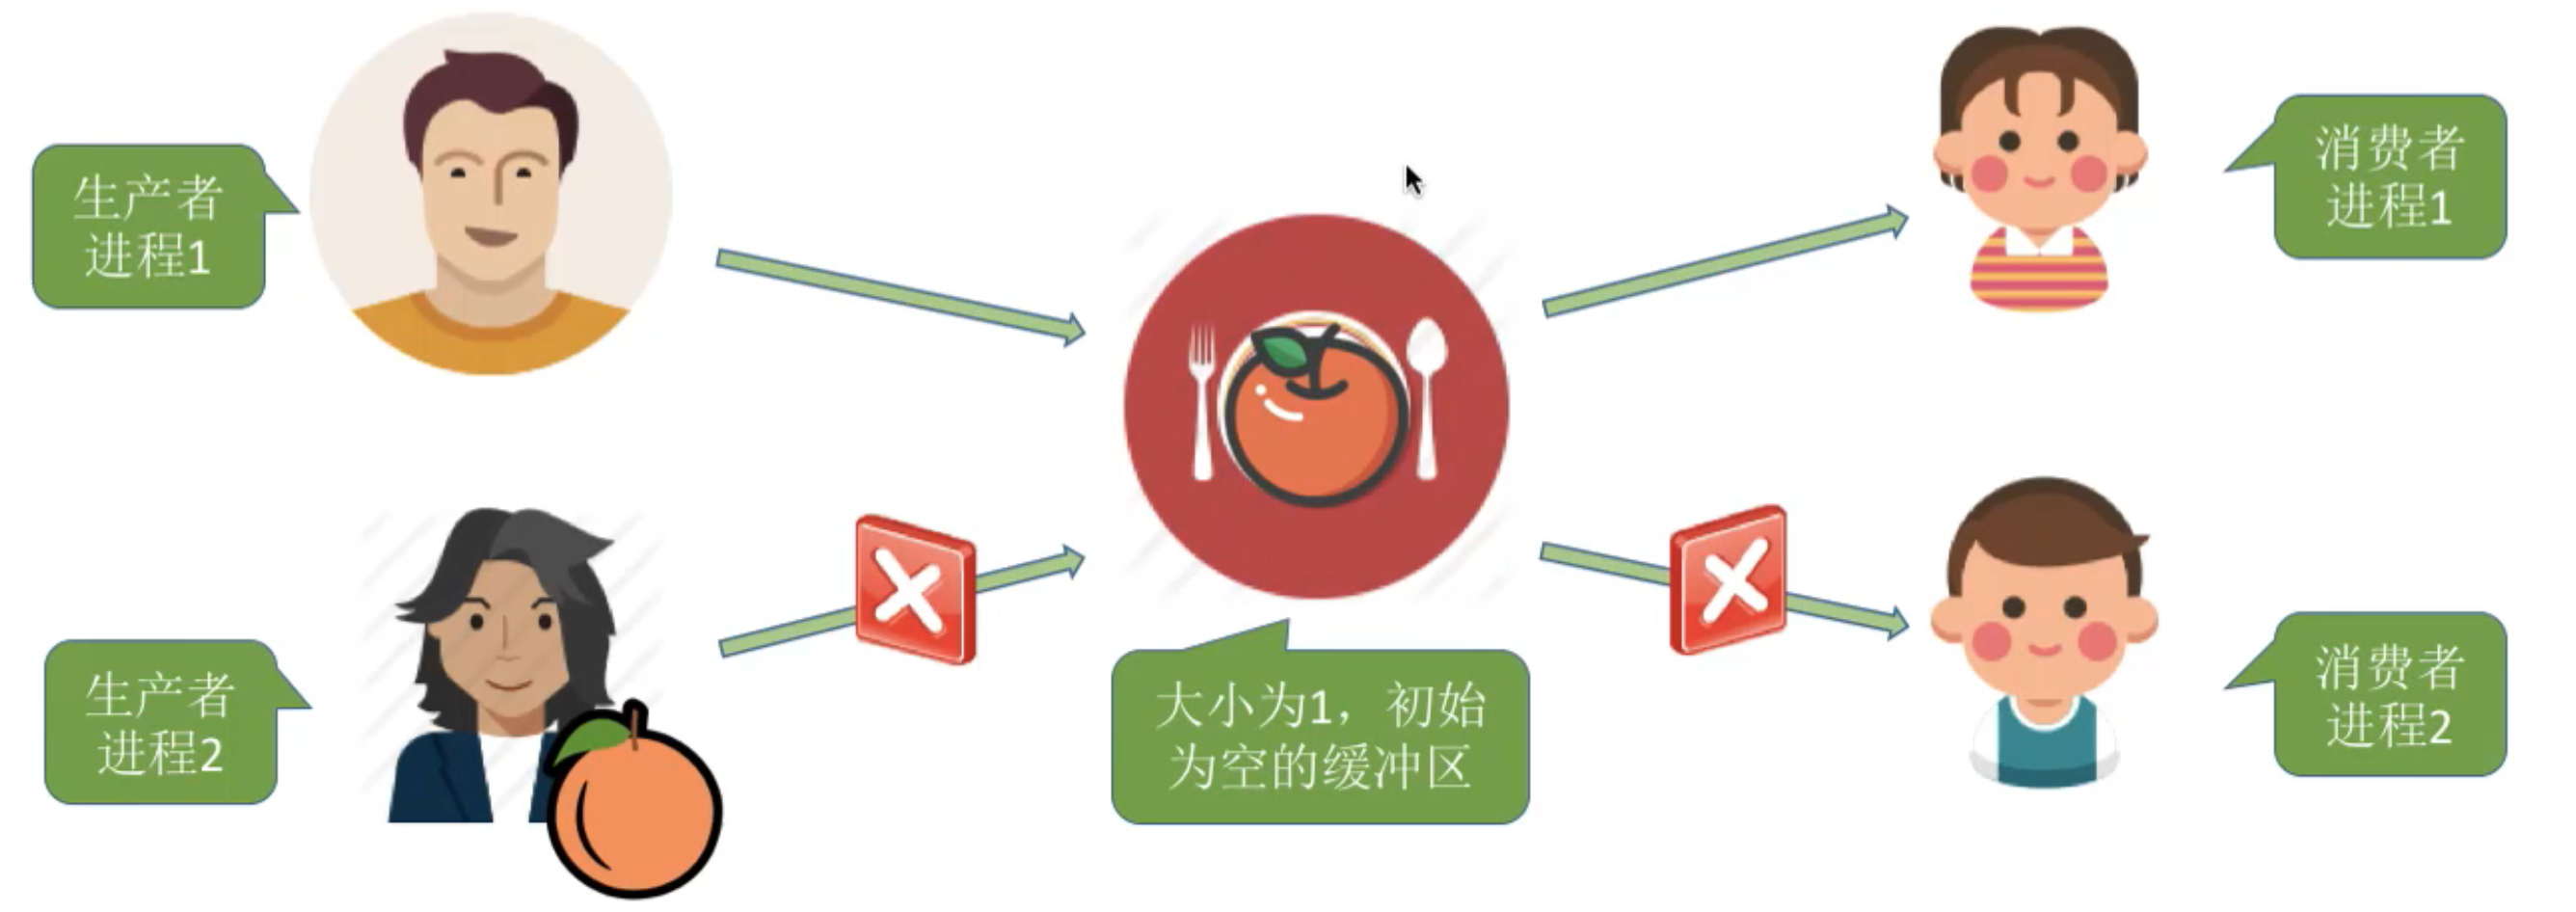 生产者
进程1
消费者
进程1
大小为1，初始
为空的缓冲区
生产者
进程2
消费者
进程2